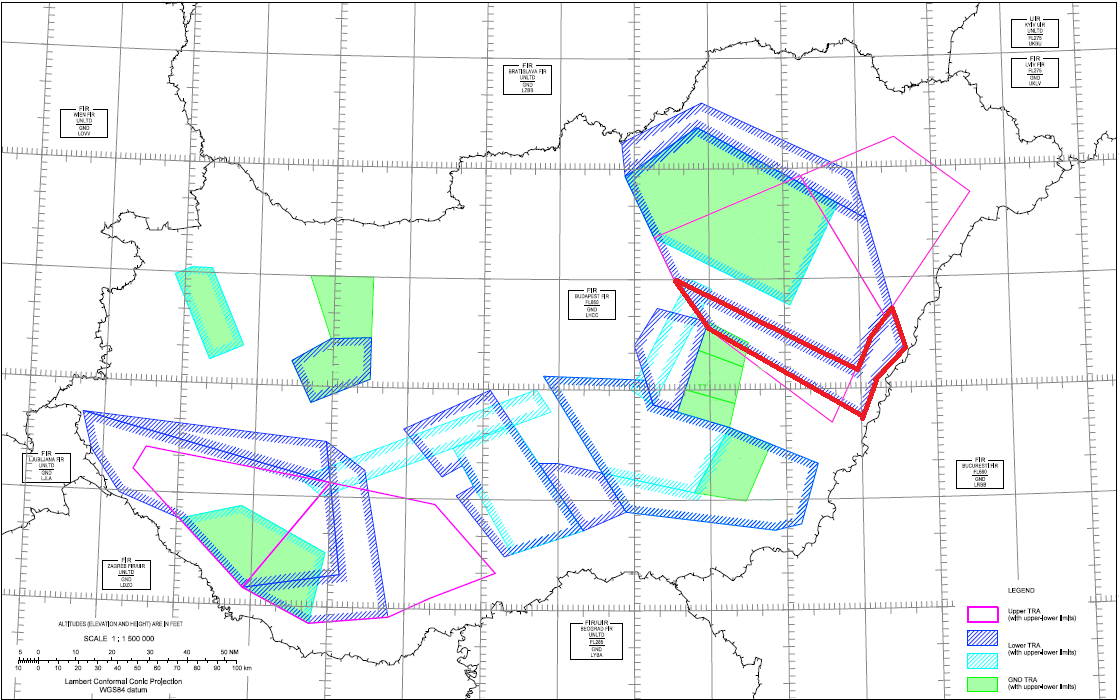 UIR
KYIV UIR
UNLTD
FL275
UKBU
FIR
LVIV FIR
FL275
GND
UKLV
FIR
BRATISLAVA FIR
UNLTD
GND
LZBB
FIR
WIEN FIR
UNLTD
GND
LOVV
FIR
BUDAPEST FIR
FL660
GND
LHCC
FIR
LJUBLJANA FIR
UNLTD
GND
LJLA
FIR
BUCURESTI FIR
FL660
GND
LRBB
FIR
ZAGREB FIR/UIR
UNLTD
GND
LDZO
FIR/UIR
BEOGRAD FIR
UNLTD
FL285
GND
LYBA
ALTITUDES (ELEVATION AND HEIGHT) ARE IN FEET
SCALE 1 : 1 500 000
5 0 10 20 30 40 50 NM
10 0 10 20 30 40 50 60 70 80 90 100 km
Lambert Conformal Conic Projection
WGS84 datum
LEGEND
Upper TRA
(with upper-lower limits)
Lower TRA
(with upper-lower limits)
GND TRA
(with upper-lower limits)